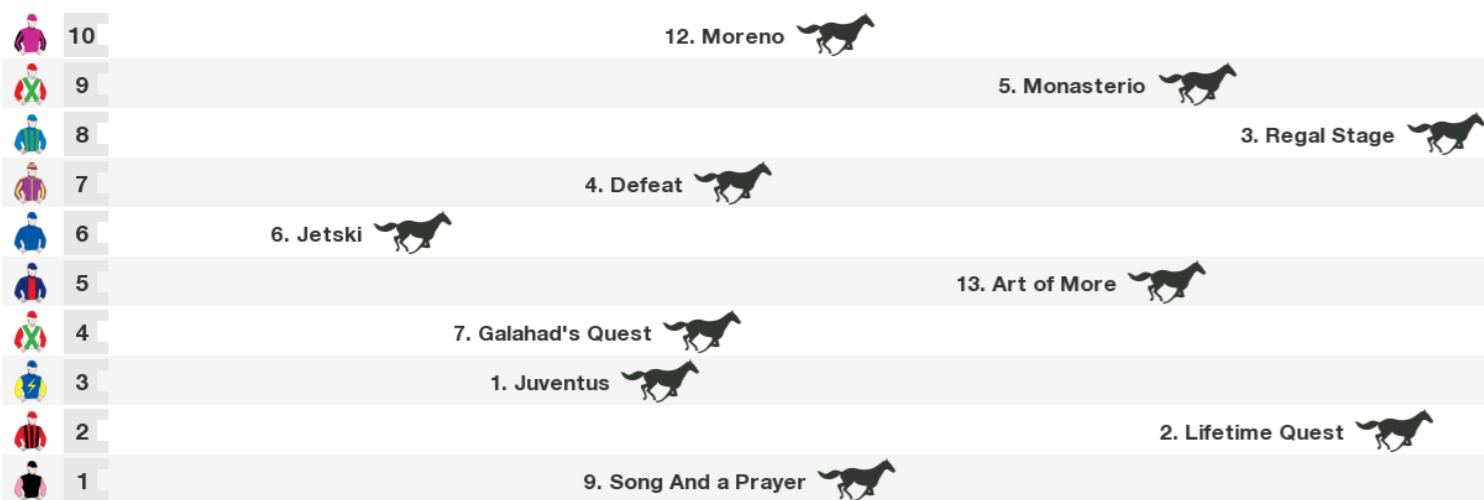 10 12. Moreno
9 5. Monasterio
8 3. Regal Stage
7 4. Defeat
6 6. Jetski
5 13. Art of More
4 7. Galahad's Quest
3 1. Juventus
2 2. Lifetime Quest
1 9. Song And a Prayer